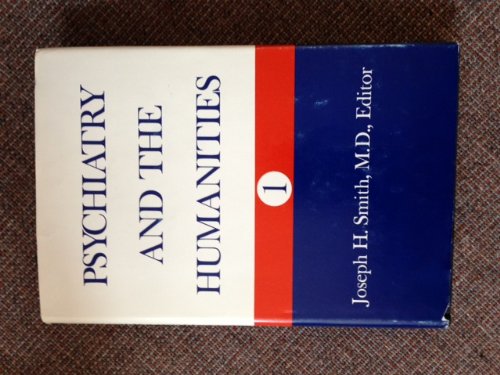 PSYCHIATRY
AND THE
HUMANITIES
1
Joseph H. Smith, M.D., Editor